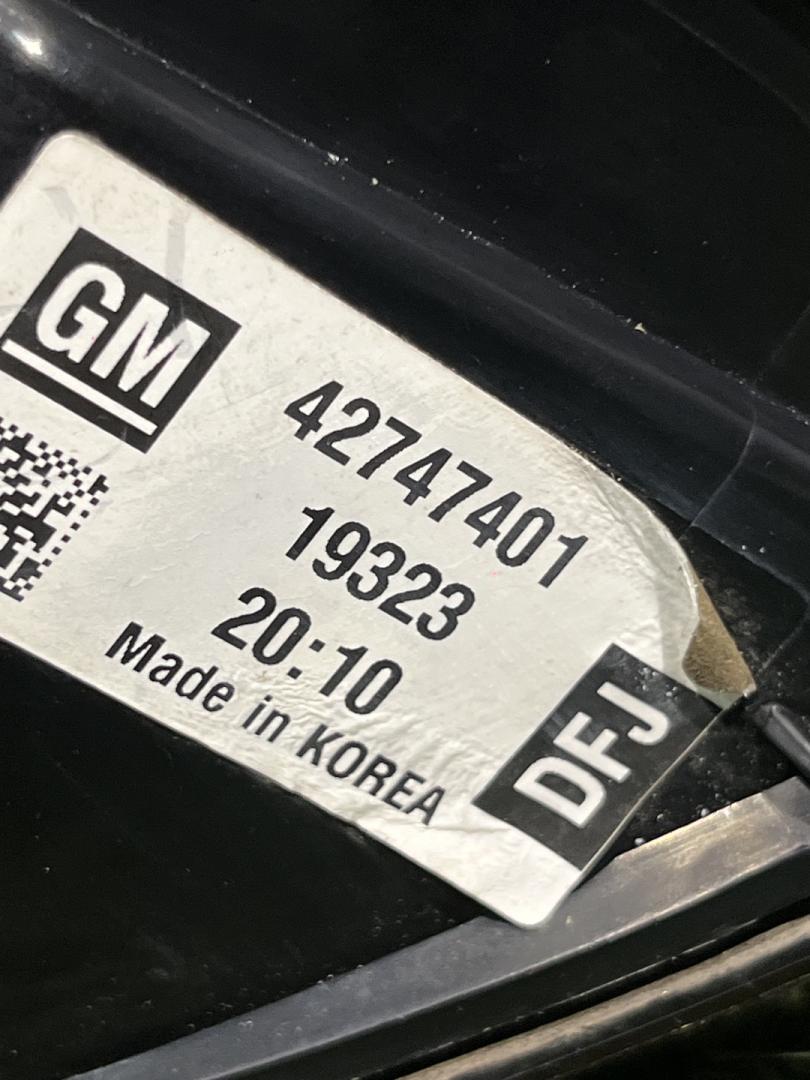 GM
42747401
19323
20:10
Made in KOREA
DFJ